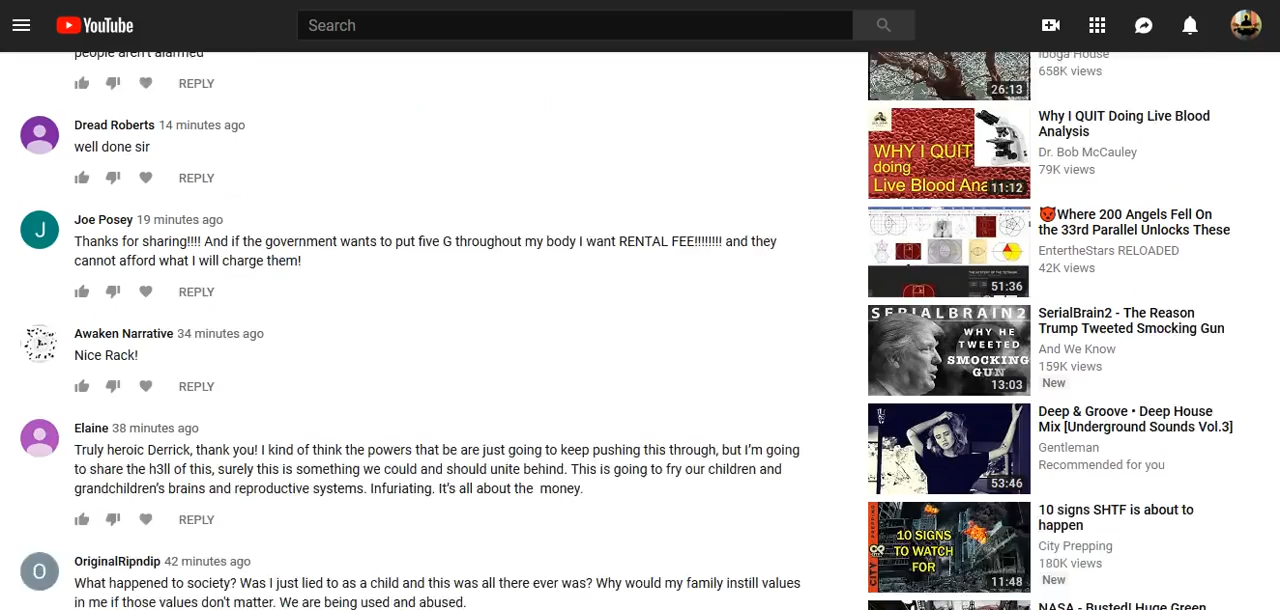 YouTube
Search
people aren't alarmed
REPLY
Dread Roberts 14 minutes ago
well done sir
REPLY
J
Joe Posey 19 minutes ago
Thanks for sharing!!!! And if the government wants to put five G throughout my body I want RENTAL FEE!!!!!!!! and they
cannot afford what I will charge them!
REPLY
Awaken Narrative 34 minutes ago
Nice Rack!
REPLY
Elaine 38 minutes ago
Truly heroic Derrick, thank you! I kind of think the powers that be are just going to keep pushing this through, but I'm going
to share the h3ll of this, surely this is something we could and should unite behind. This is going to fry our children and
grandchildren's brains and reproductive systems. Infuriating. It's all about the money.
REPLY
O
OriginalRipndip 42 minutes ago
What happened to society? Was I just lied to as a child and this was all there ever was? Why would my family instill values
in me if those values don't matter. We are being used and abused.
Iboga House
658K views
26:13
WHY I QUIT
doing
Live Blood Ana
11:12
Why I QUIT Doing Live Blood
Analysis
Dr. Bob McCauley
79K views
51:36
👿Where 200 Angels Fell On
the 33rd Parallel Unlocks These
EntertheStars RELOADED
42K views
SERIALBRAIN2
WHY HE
TWEETED
SMOCKING
GUN
13:03
SerialBrain2 - The Reason
Trump Tweeted Smocking Gun
And We Know
159K views
New
53:46
Deep & Groove • Deep House
Mix [Underground Sounds Vol.3]
Gentleman
Recommended for you
CITY PREPPING
10 SIGNS
TO WATCH
FOR
11:48
10 signs SHTF is about to
happen
City Prepping
180K views
New
NASA - Busted! Huge Green